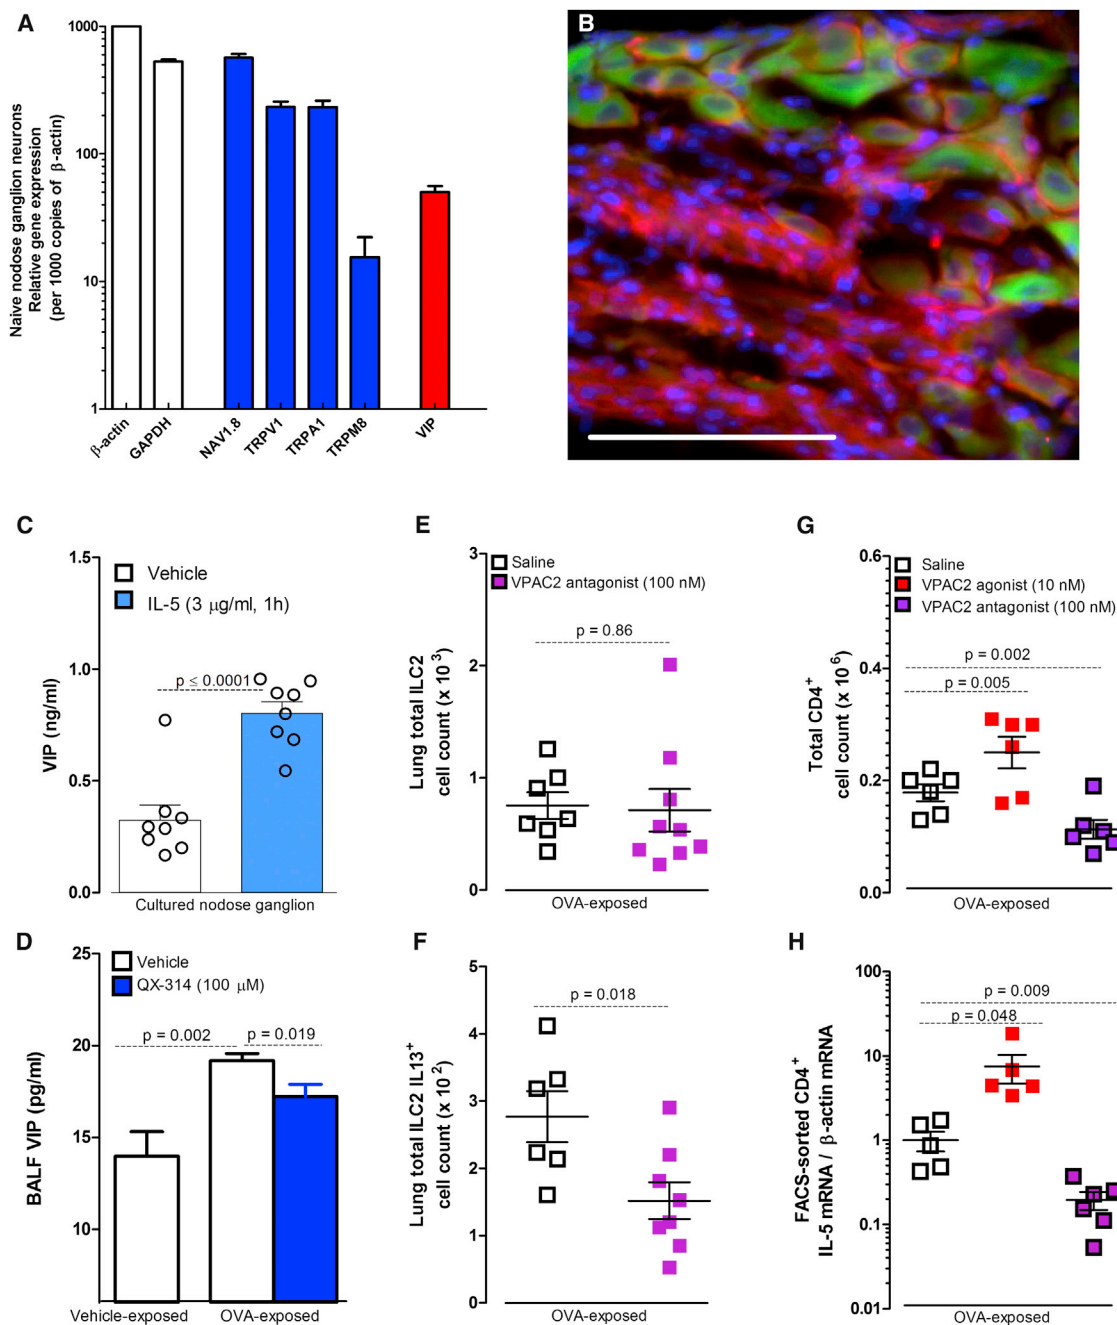 A
Naive nodose ganglion neurons
Relative gene expression
(per 1000 copies of β-actin)
1000
100
10
1
β-actin
GAPDH
NAV1.8
TRPV1
TRPA1
TRPM8
VIP
B
C
VIP (ng/ml)
1.5
1.0
0.5
0.0
Vehicle
IL-5 (3 μg/ml, 1h)
p ≤ 0.0001
Cultured nodose ganglion
D
BALF VIP (pg/ml)
25
20
15
10
Vehicle
QX-314 (100 μM)
p = 0.002
p = 0.019
Vehicle-exposed
OVA-exposed
E
Lung total ILC2
cell count (x 10³)
3
2
1
0
Saline
VPAC2 antagonist (100 nM)
p = 0.86
OVA-exposed
F
Lung total ILC2 IL13⁺
cell count (x 10²)
5
4
3
2
1
0
p = 0.018
OVA-exposed
G
Total CD4⁺
cell count (x 10⁶)
0.6
0.4
0.2
0.0
Saline
VPAC2 agonist (10 nM)
VPAC2 antagonist (100 nM)
p = 0.002
p = 0.005
OVA-exposed
H
FACS-sorted CD4⁺
IL-5 mRNA / β-actin mRNA
100
10
1
0.1
0.01
p = 0.009
p = 0.048
OVA-exposed